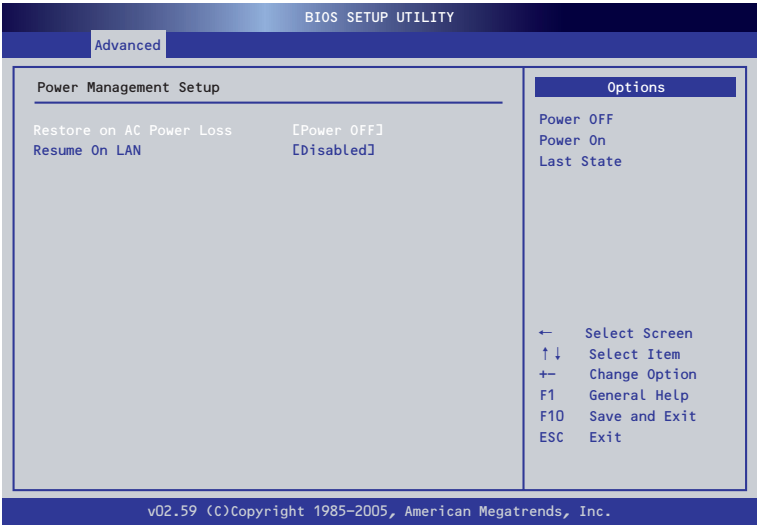 BIOS SETUP UTILITY
Advanced
Power Management Setup
Restore on AC Power Loss [Power OFF]
Resume On LAN [Disabled]
Options
Power OFF
Power On
Last State
← Select Screen
↑↓ Select Item
+− Change Option
F1 General Help
F10 Save and Exit
ESC Exit
v02.59 (C)Copyright 1985-2005, American Megatrends, Inc.